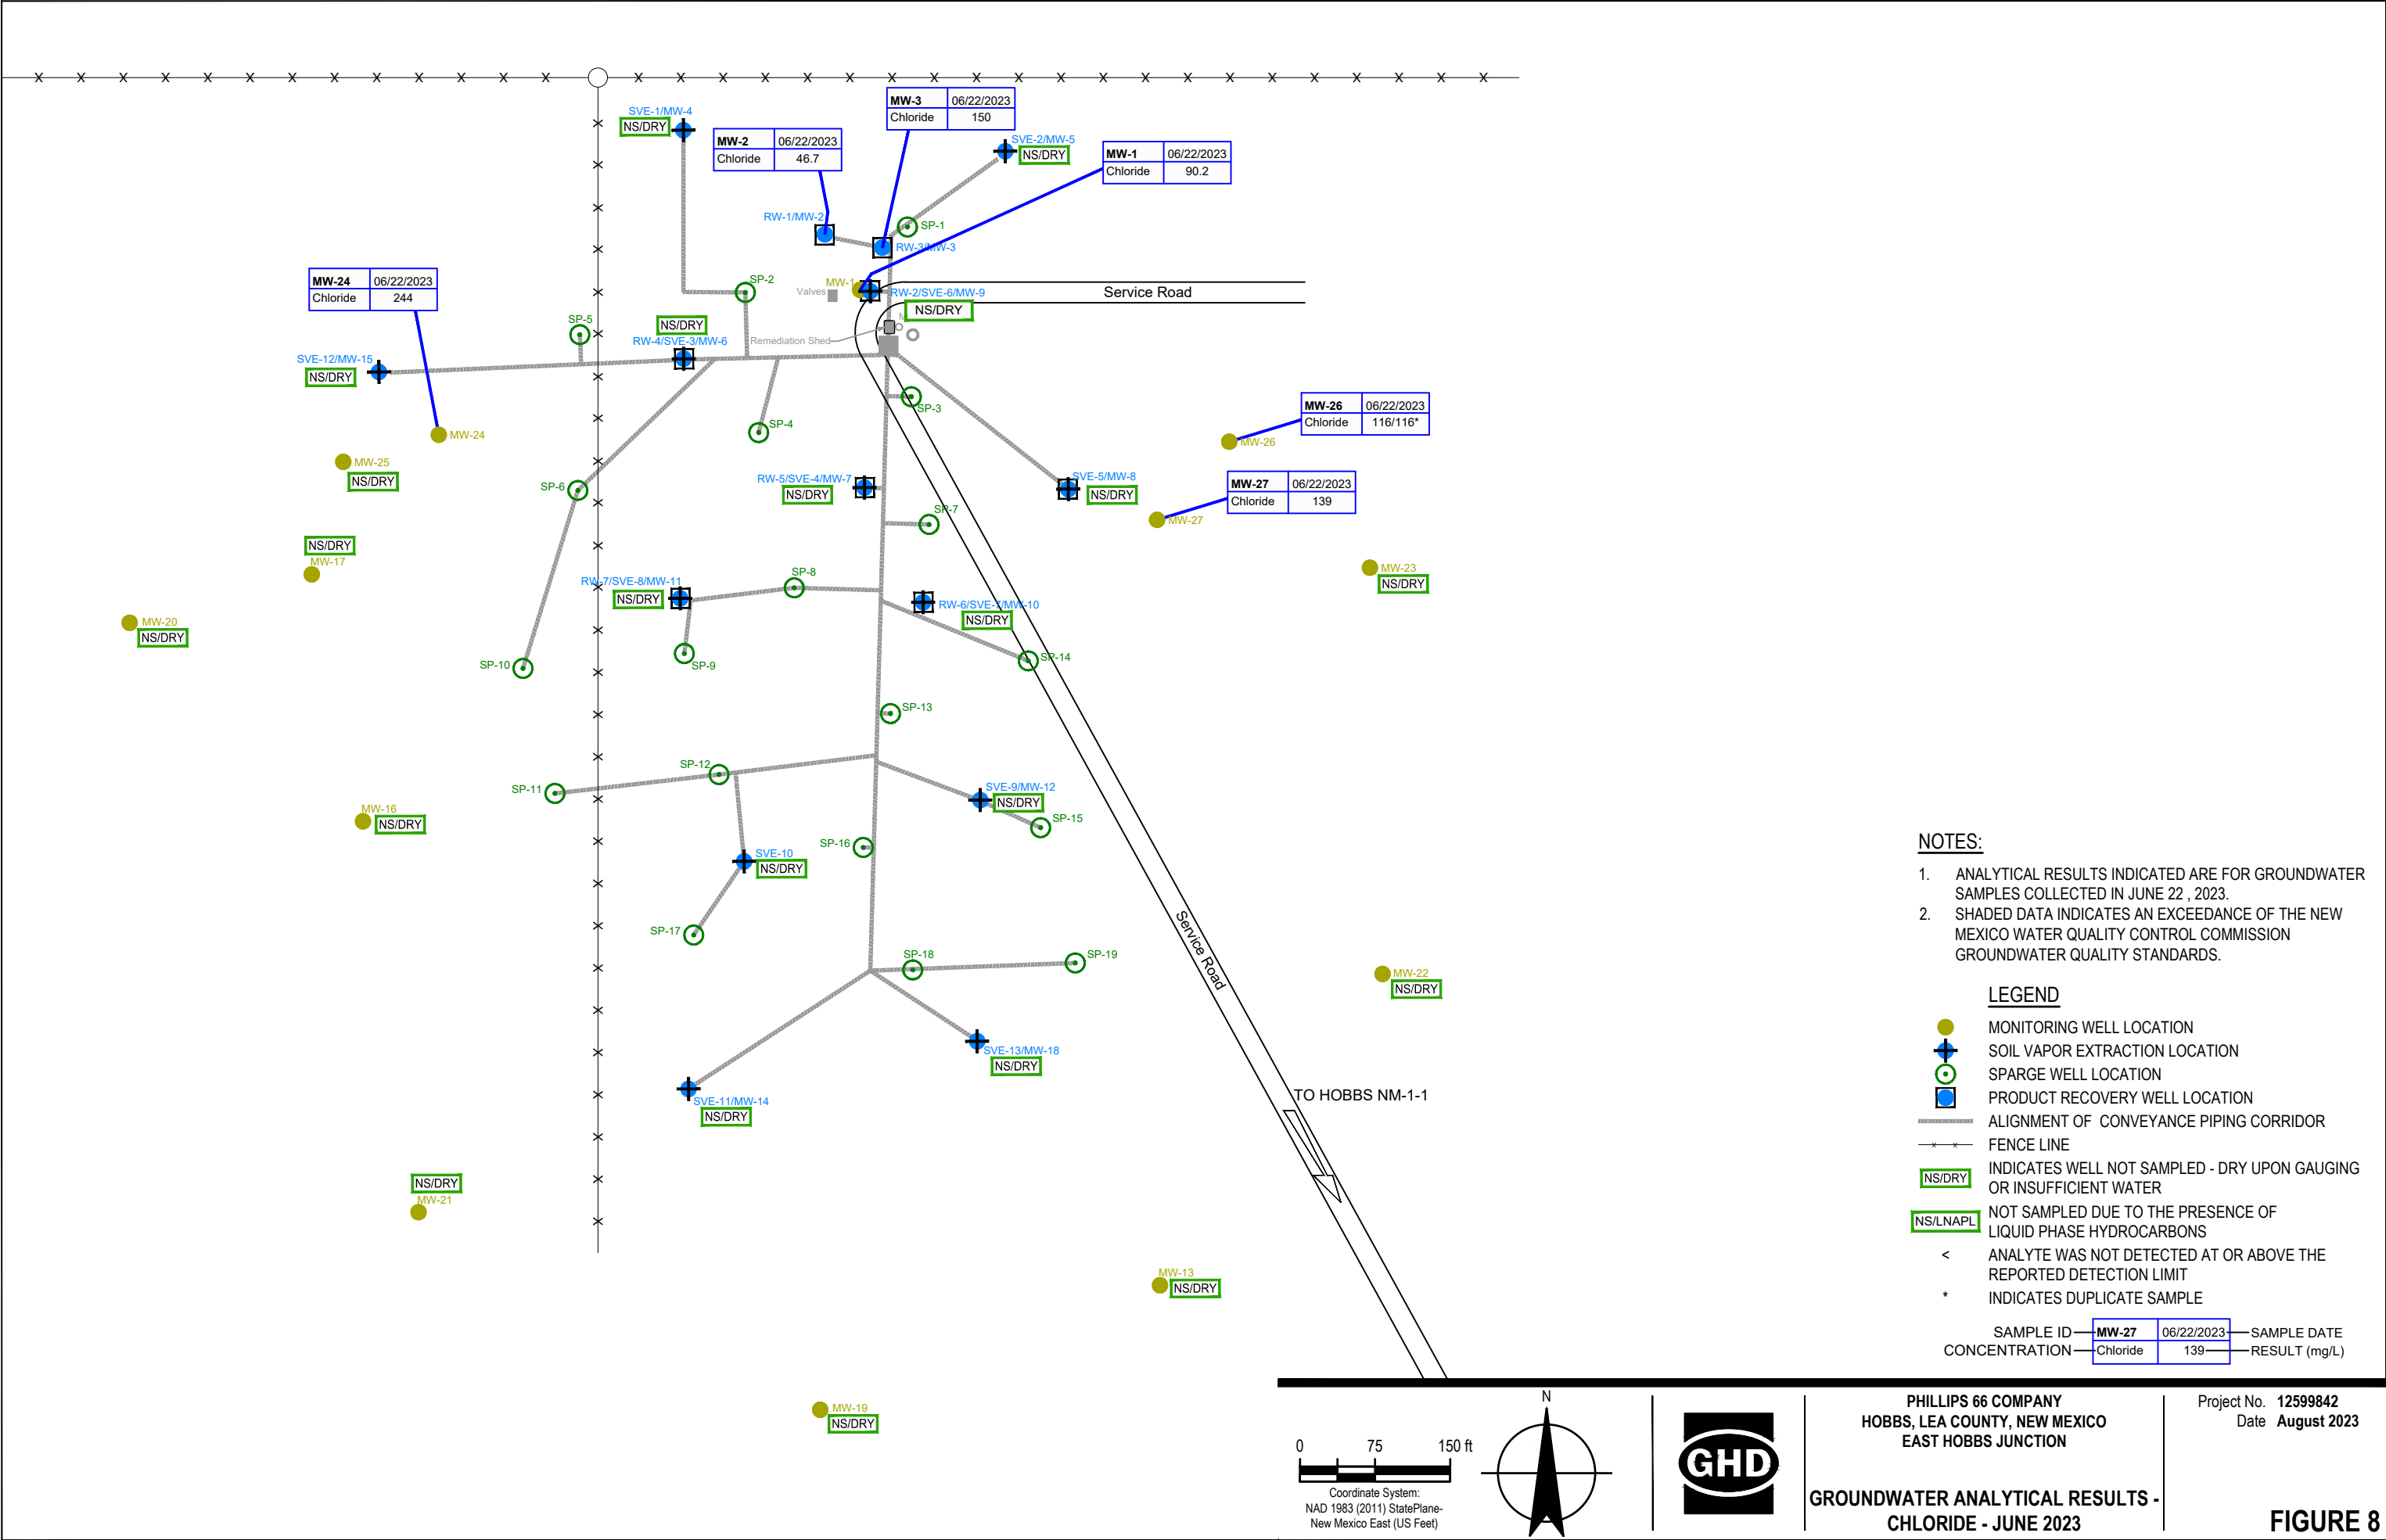 MW-3 06/22/2023
Chloride 150
SVE-1/MW-4
NS/DRY
MW-2 06/22/2023
Chloride 46.7
SVE-2/MW-5
NS/DRY
MW-1 06/22/2023
Chloride 90.2
RW-1/MW-2
SP-1
RW-3/MW-3
MW-24 06/22/2023
Chloride 244
SP-2
MW-1
Valves
RW-2/SVE-6/MW-9
NS/DRY
Service Road
SP-5
NS/DRY
RW-4/SVE-3/MW-6
Remediation Shed
SVE-12/MW-15
NS/DRY
SP-3
SP-4
MW-26 06/22/2023
Chloride 116/116*
MW-26
MW-24
MW-25
NS/DRY
SP-6
RW-5/SVE-4/MW-7
NS/DRY
SVE-5/MW-8
NS/DRY
MW-27 06/22/2023
Chloride 139
MW-27
SP-7
NS/DRY
MW-17
MW-23
NS/DRY
RW-7/SVE-8/MW-11
NS/DRY
SP-8
RW-6/SVE-7/MW-10
NS/DRY
MW-20
NS/DRY
SP-10
SP-9
SP-14
SP-13
SP-12
SP-11
SVE-9/MW-12
NS/DRY
SP-15
MW-16
NS/DRY
SP-16
SVE-10
NS/DRY
SP-17
SP-18
SP-19
Service Road
MW-22
NS/DRY
SVE-13/MW-18
NS/DRY
SVE-11/MW-14
NS/DRY
TO HOBBS NM-1-1
NS/DRY
MW-21
MW-13
NS/DRY
MW-19
NS/DRY
NOTES:
1. ANALYTICAL RESULTS INDICATED ARE FOR GROUNDWATER
SAMPLES COLLECTED IN JUNE 22 , 2023.
2. SHADED DATA INDICATES AN EXCEEDANCE OF THE NEW
MEXICO WATER QUALITY CONTROL COMMISSION
GROUNDWATER QUALITY STANDARDS.
LEGEND
MONITORING WELL LOCATION
SOIL VAPOR EXTRACTION LOCATION
SPARGE WELL LOCATION
PRODUCT RECOVERY WELL LOCATION
ALIGNMENT OF CONVEYANCE PIPING CORRIDOR
FENCE LINE
NS/DRY INDICATES WELL NOT SAMPLED - DRY UPON GAUGING
OR INSUFFICIENT WATER
NS/LNAPL NOT SAMPLED DUE TO THE PRESENCE OF
LIQUID PHASE HYDROCARBONS
< ANALYTE WAS NOT DETECTED AT OR ABOVE THE
REPORTED DETECTION LIMIT
* INDICATES DUPLICATE SAMPLE
SAMPLE ID MW-27 06/22/2023 SAMPLE DATE
CONCENTRATION Chloride 139 RESULT (mg/L)
0 75 150 ft
Coordinate System:
NAD 1983 (2011) StatePlane-
New Mexico East (US Feet)
N
GHD
PHILLIPS 66 COMPANY
HOBBS, LEA COUNTY, NEW MEXICO
EAST HOBBS JUNCTION
GROUNDWATER ANALYTICAL RESULTS -
CHLORIDE - JUNE 2023
Project No. 12599842
Date August 2023
FIGURE 8